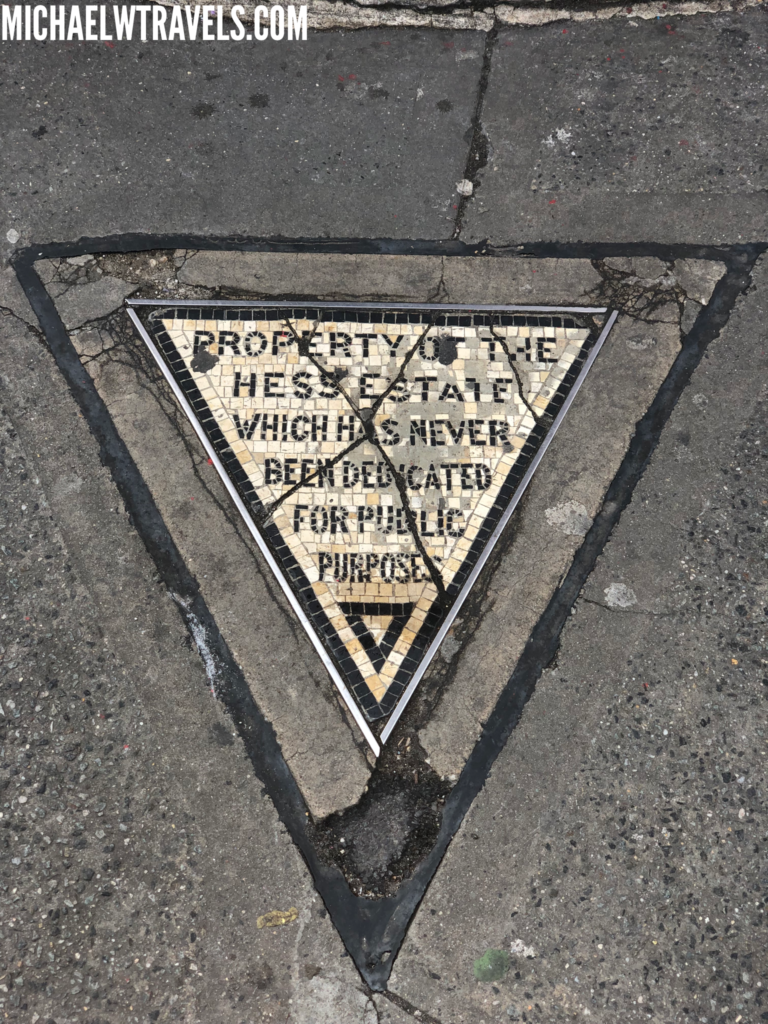 MICHAELWTRAVELS.COM
PROPERTY OF THE
HESS ESTATE
WHICH HAS NEVER
BEEN DEDICATED
FOR PUBLIC
PURPOSES